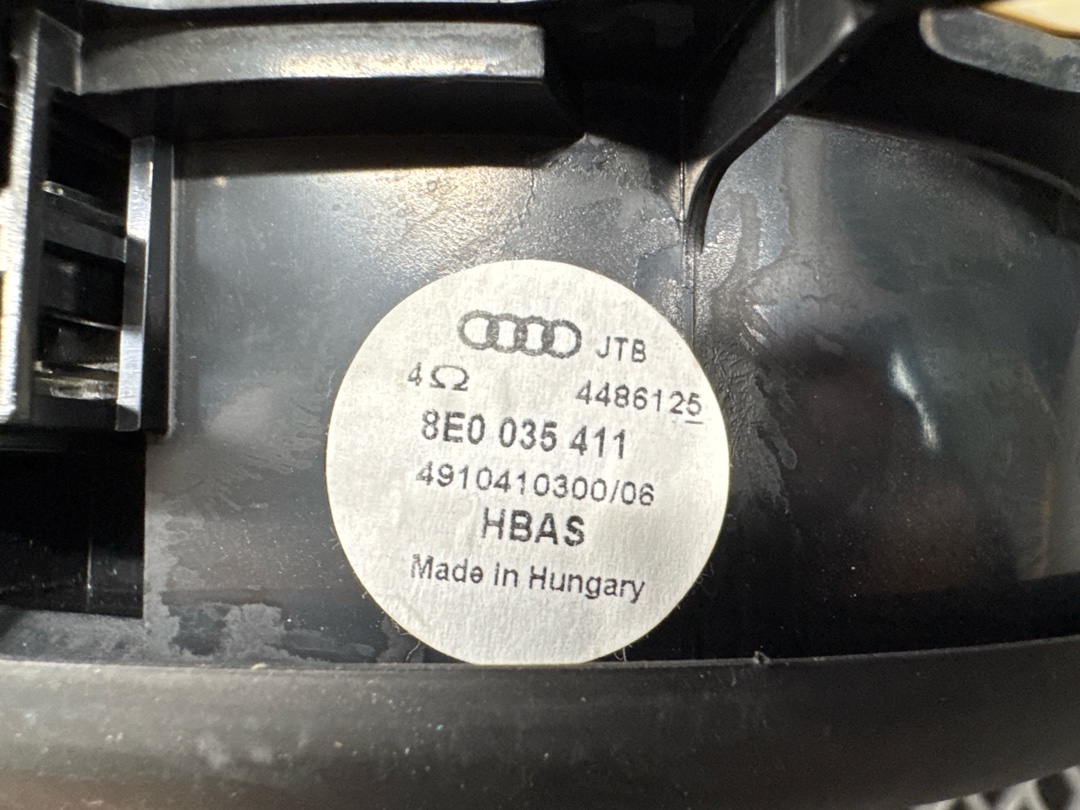 JTB
4Ω 4486125
8E0 035 411
4910410300/06
HBAS
Made in Hungary